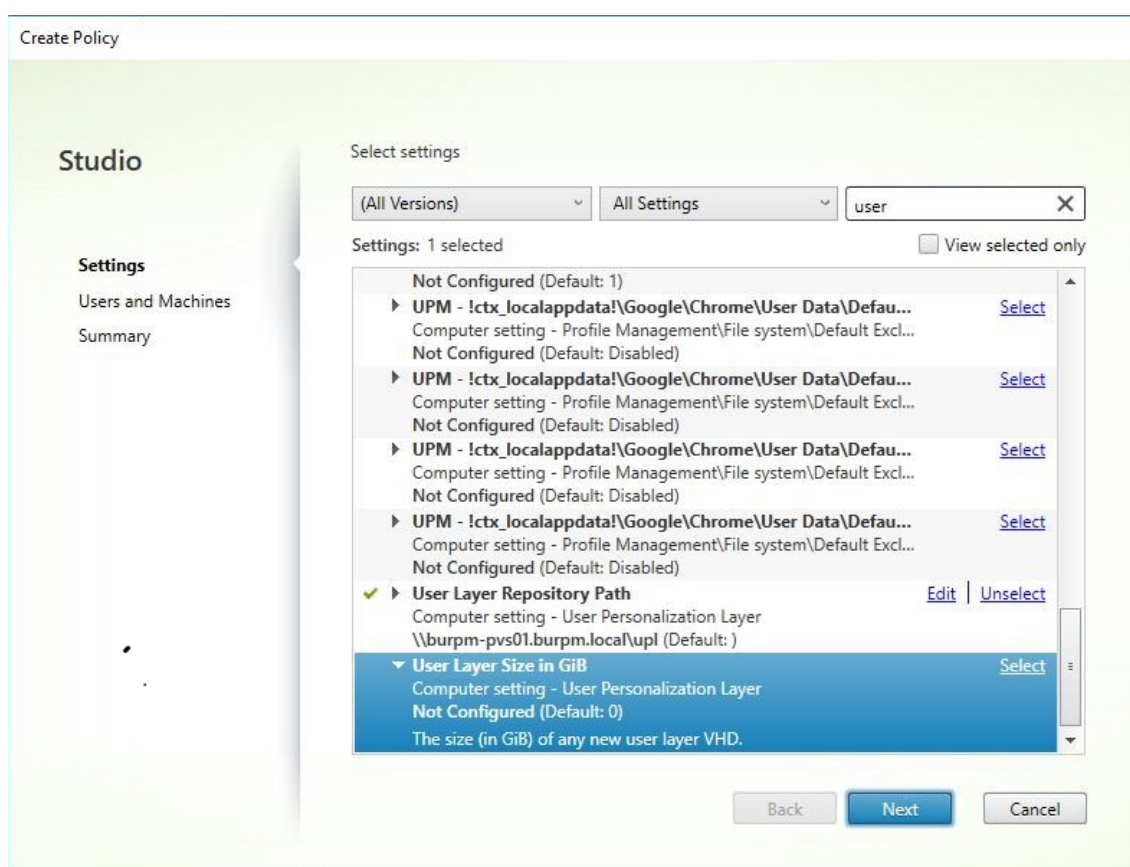 Create Policy
Studio
Settings
Users and Machines
Summary
Select settings
(All Versions) All Settings user
Settings: 1 selected View selected only
Not Configured (Default: 1)
UPM - !ctx_localappdata!\Google\Chrome\User Data\Defau... Select
Computer setting - Profile Management\File system\Default Excl...
Not Configured (Default: Disabled)
UPM - !ctx_localappdata!\Google\Chrome\User Data\Defau... Select
Computer setting - Profile Management\File system\Default Excl...
Not Configured (Default: Disabled)
UPM - !ctx_localappdata!\Google\Chrome\User Data\Defau... Select
Computer setting - Profile Management\File system\Default Excl...
Not Configured (Default: Disabled)
UPM - !ctx_localappdata!\Google\Chrome\User Data\Defau... Select
Computer setting - Profile Management\File system\Default Excl...
Not Configured (Default: Disabled)
User Layer Repository Path Edit | Unselect
Computer setting - User Personalization Layer
\\burpm-pvs01.burpm.local\upl (Default: )
User Layer Size in GiB Select
Computer setting - User Personalization Layer
Not Configured (Default: 0)
The size (in GiB) of any new user layer VHD.
Back Next Cancel